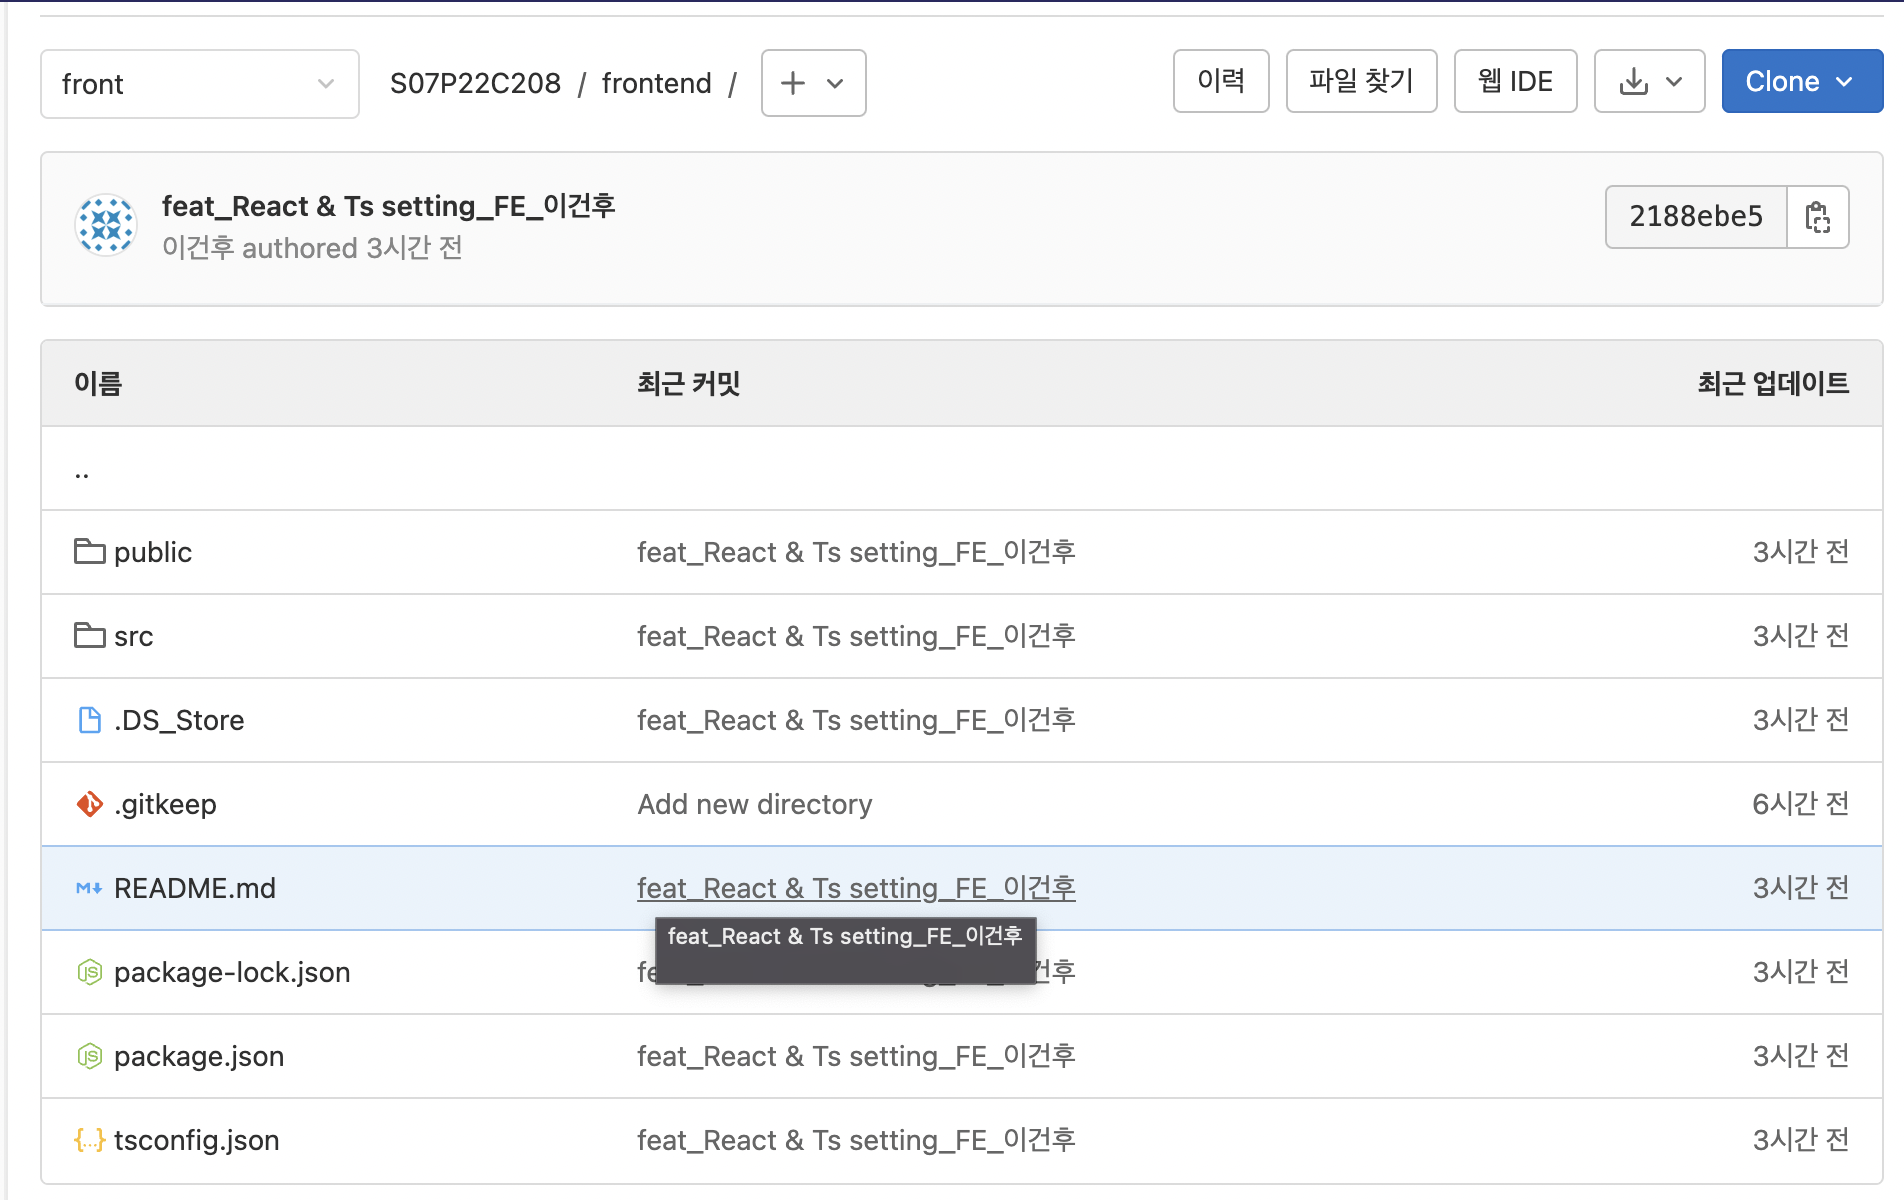 front
S07P22C208 / frontend /
이력
파일 찾기
웹 IDE
Clone
feat_React & Ts setting_FE_이건후
이건후 authored 3시간 전
2188ebe5
이름 최근 커밋 최근 업데이트
..
public feat_React & Ts setting_FE_이건후 3시간 전
src feat_React & Ts setting_FE_이건후 3시간 전
.DS_Store feat_React & Ts setting_FE_이건후 3시간 전
.gitkeep Add new directory 6시간 전
README.md feat_React & Ts setting_FE_이건후 3시간 전
feat_React & Ts setting_FE_이건후
package-lock.json 3시간 전
package.json feat_React & Ts setting_FE_이건후 3시간 전
tsconfig.json feat_React & Ts setting_FE_이건후 3시간 전